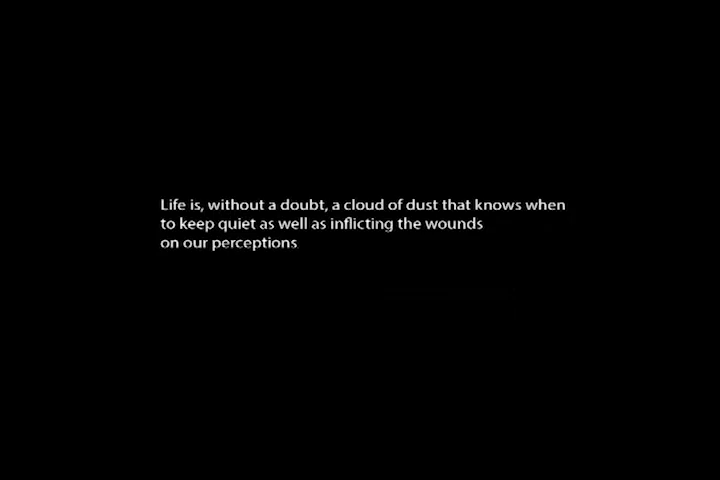 Life is, without a doubt, a cloud of dust that knows when
to keep quiet as well as inflicting the wounds
on our perceptions